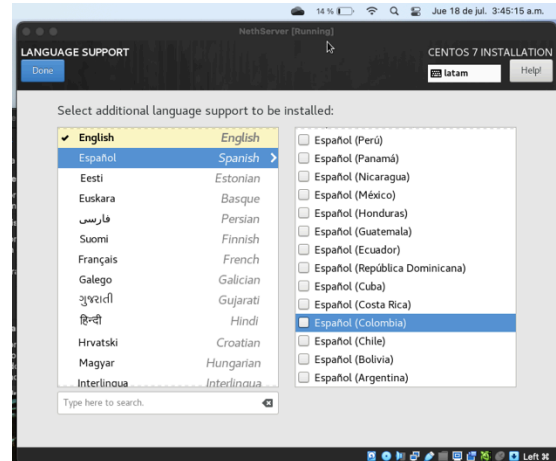 14 % Jue 18 de jul. 3:45:15 a.m.
NethServer [Running]
LANGUAGE SUPPORT
CENTOS 7 INSTALLATION
Done
latam
Help!
Select additional language support to be installed:
English English
Español Spanish
Eesti Estonian
Euskara Basque
فارسی Persian
Suomi Finnish
Français French
Galego Galician
ગુજરાતી Gujarati
हिन्दी Hindi
Hrvatski Croatian
Magyar Hungarian
Interlingua Interlingua
Español (Perú)
Español (Panamá)
Español (Nicaragua)
Español (México)
Español (Honduras)
Español (Guatemala)
Español (Ecuador)
Español (República Dominicana)
Español (Cuba)
Español (Costa Rica)
Español (Colombia)
Español (Chile)
Español (Bolivia)
Español (Argentina)
Type here to search.
Left ⌘